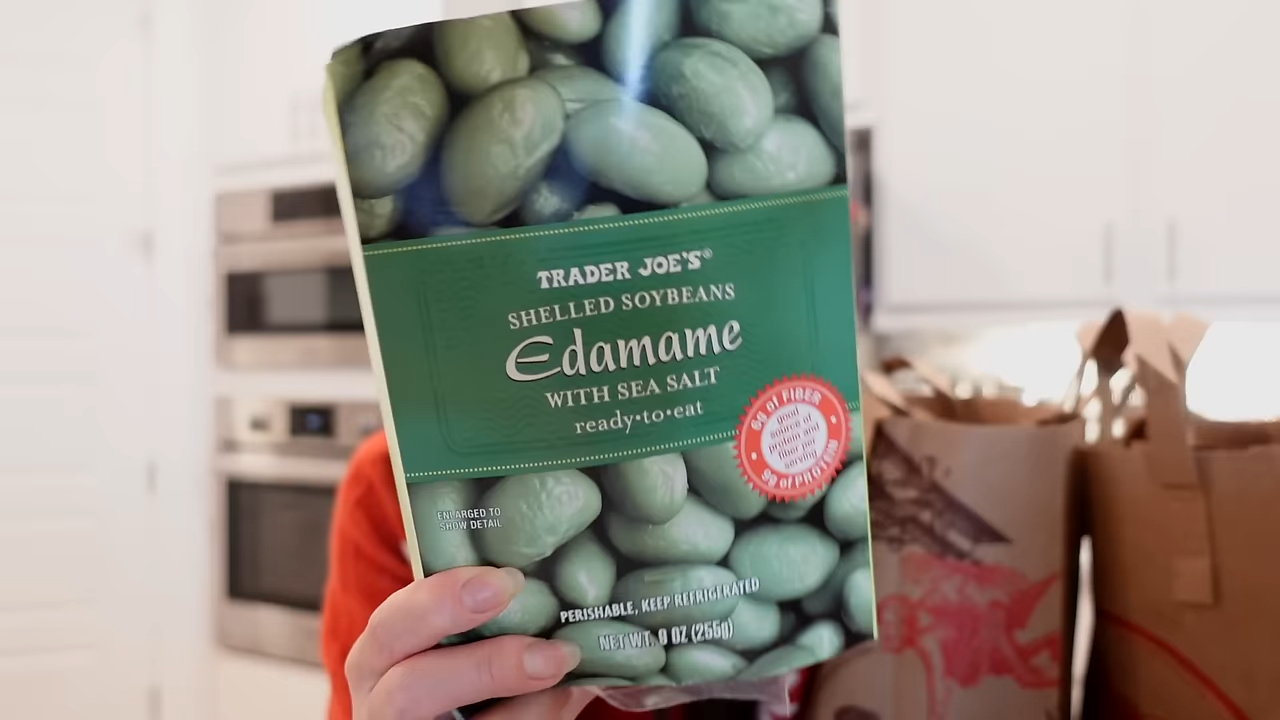 TRADER JOE'S®
SHELLED SOYBEANS
Edamame
WITH SEA SALT
ready•to•eat
6g of FIBER
good
source of
protein and
fiber per
serving
9g of PROTEIN
ENLARGED TO
SHOW DETAIL
PERISHABLE, KEEP REFRIGERATED
NET WT. 9 OZ (255g)